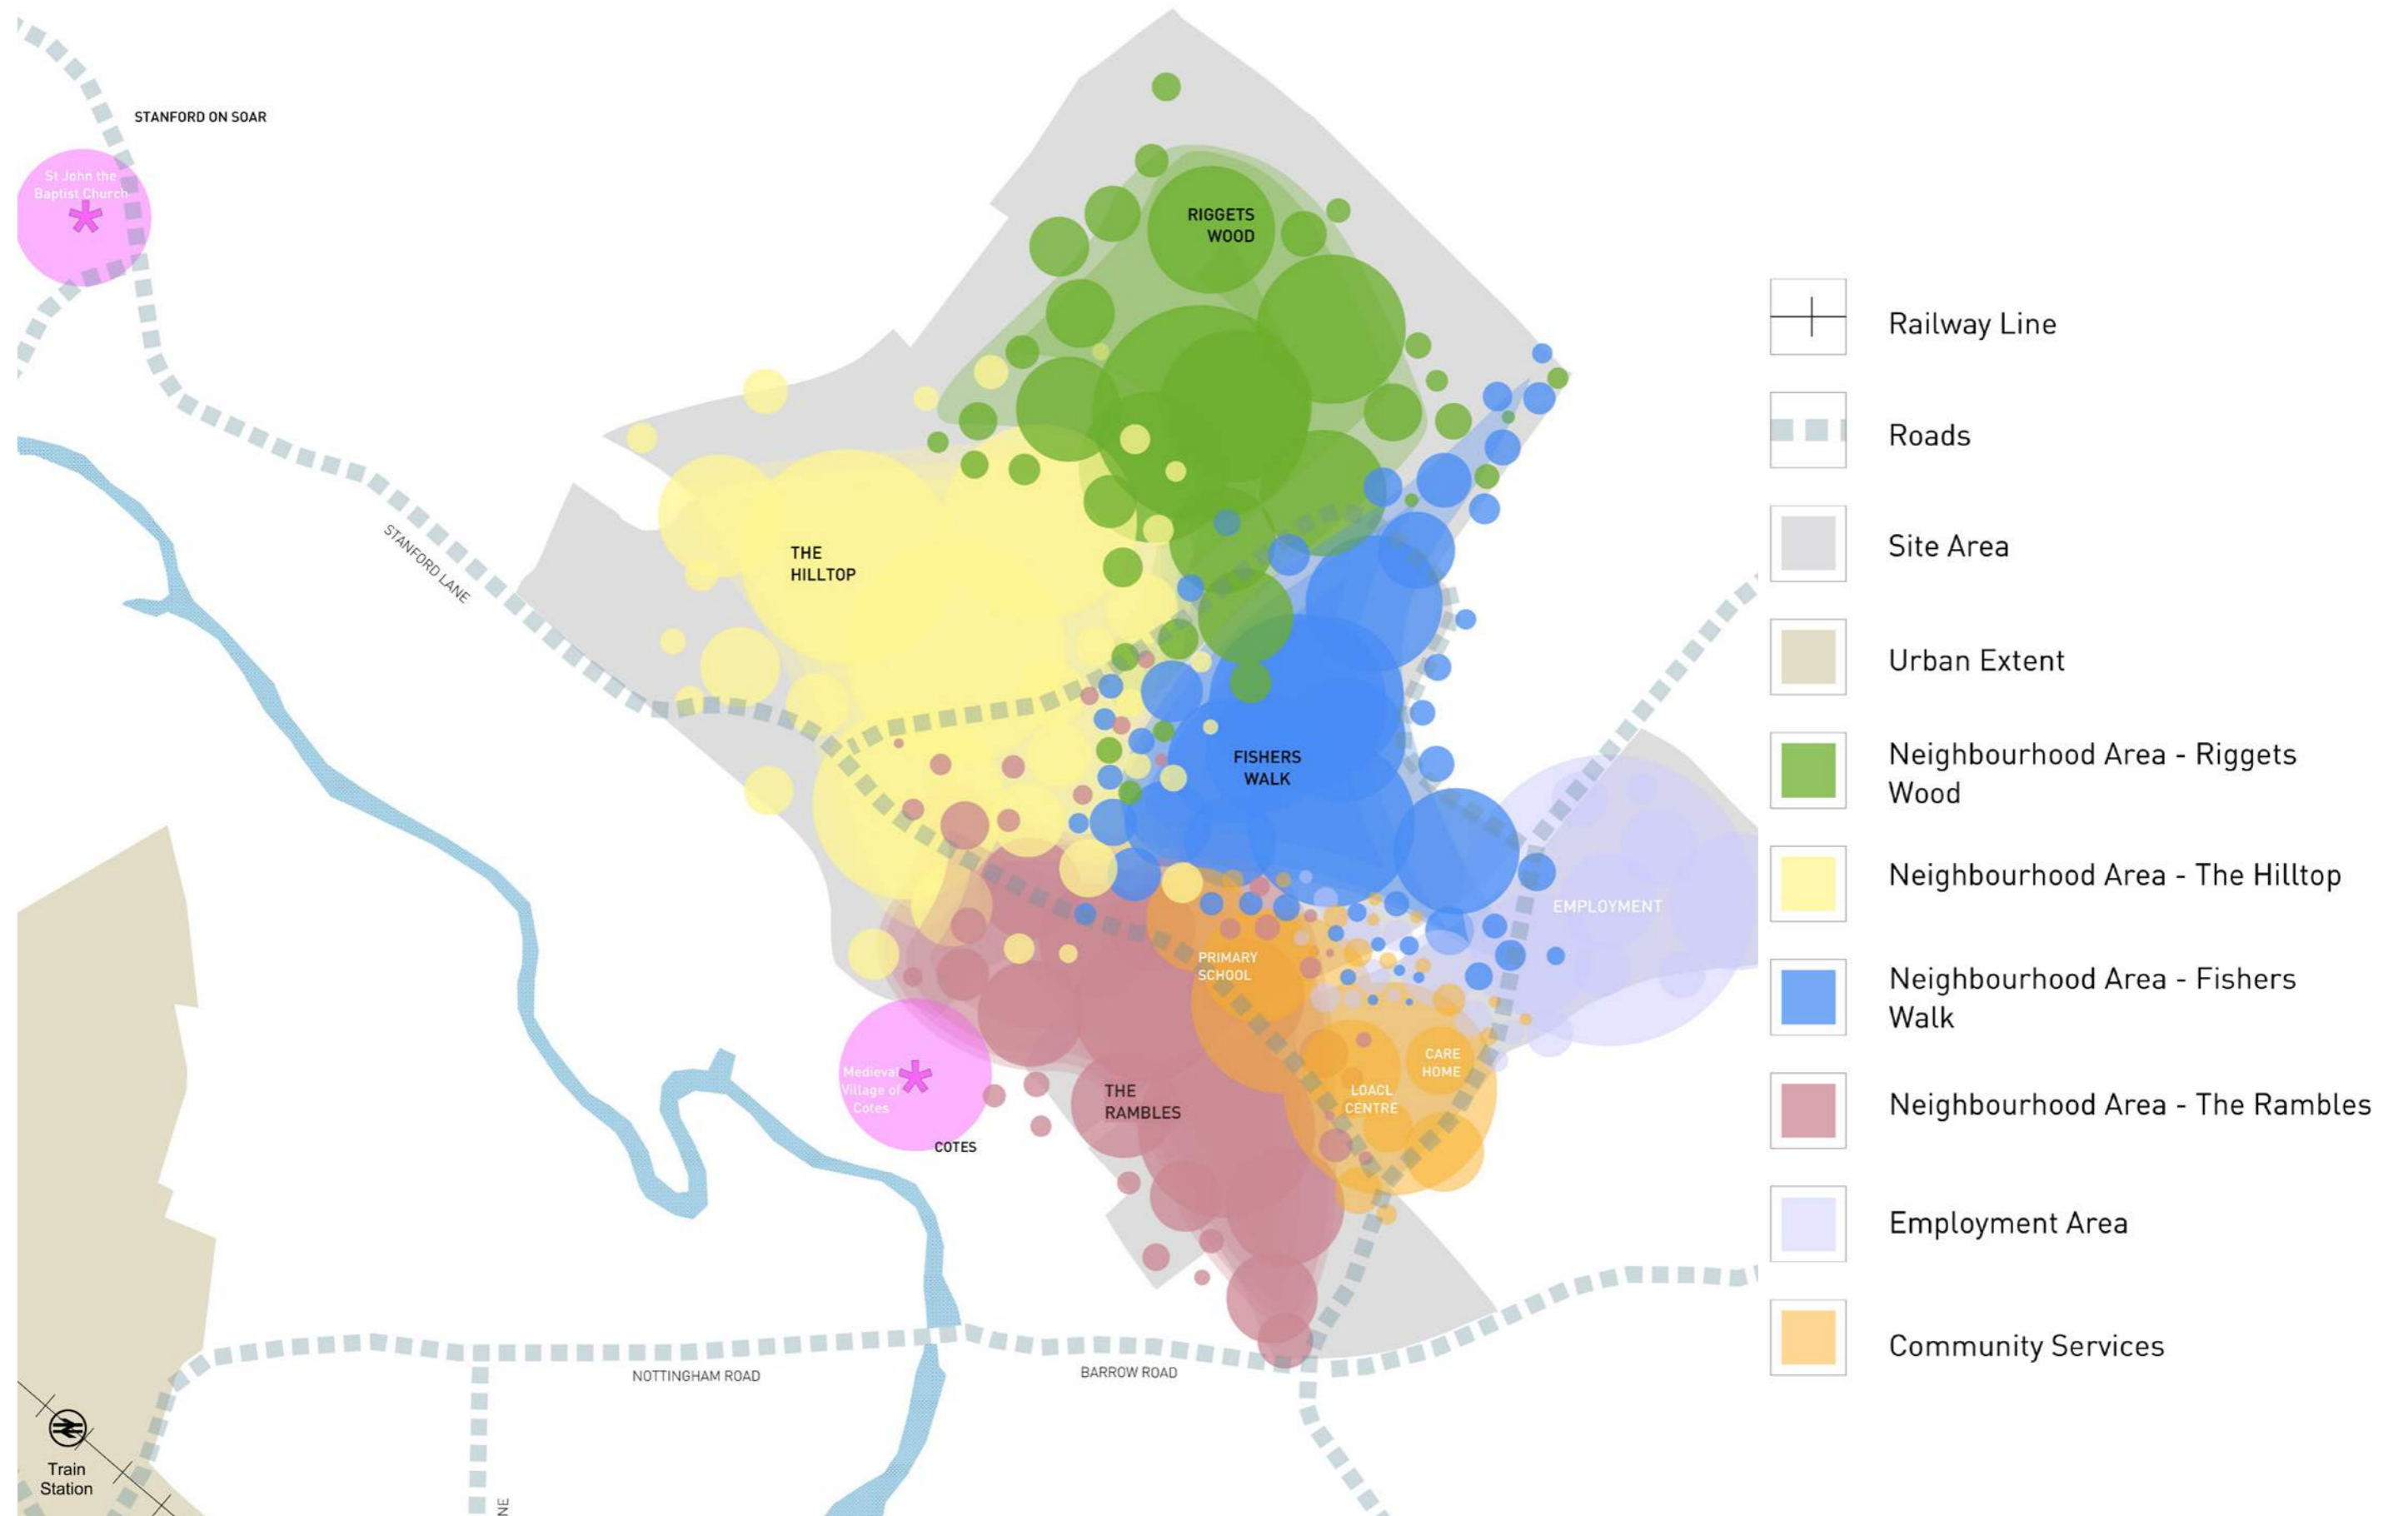 STANFORD ON SOAR
St John the
Baptist Church
STANFORD LANE
RIGGETS
WOOD
THE
HILLTOP
FISHERS
WALK
EMPLOYMENT
PRIMARY
SCHOOL
CARE
HOME
LOACL
CENTRE
THE
RAMBLES
Medieval
Village of
Cotes
COTES
NOTTINGHAM ROAD
BARROW ROAD
Train
Station
NE
Railway Line
Roads
Site Area
Urban Extent
Neighbourhood Area - Riggets
Wood
Neighbourhood Area - The Hilltop
Neighbourhood Area - Fishers
Walk
Neighbourhood Area - The Rambles
Employment Area
Community Services